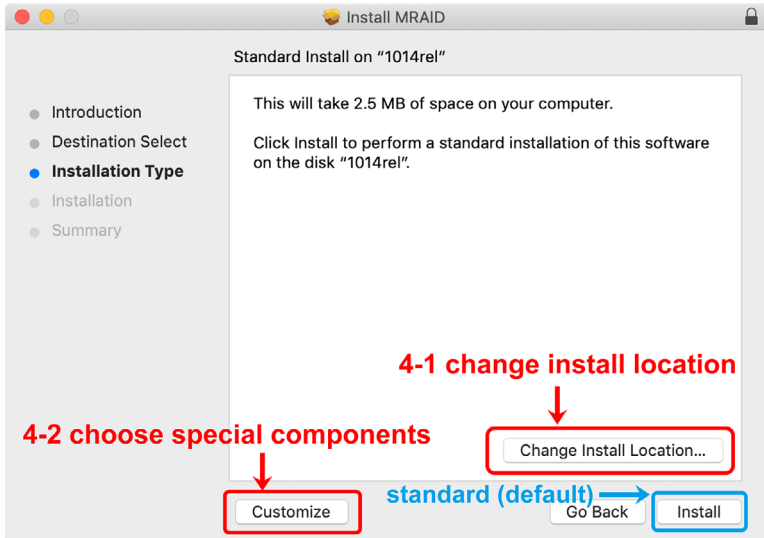 Install MRAID
Standard Install on “1014rel”
Introduction
Destination Select
Installation Type
Installation
Summary
This will take 2.5 MB of space on your computer.
Click Install to perform a standard installation of this software
on the disk “1014rel”.
4-1 change install location
Change Install Location...
4-2 choose special components
standard (default)
Customize
Go Back
Install